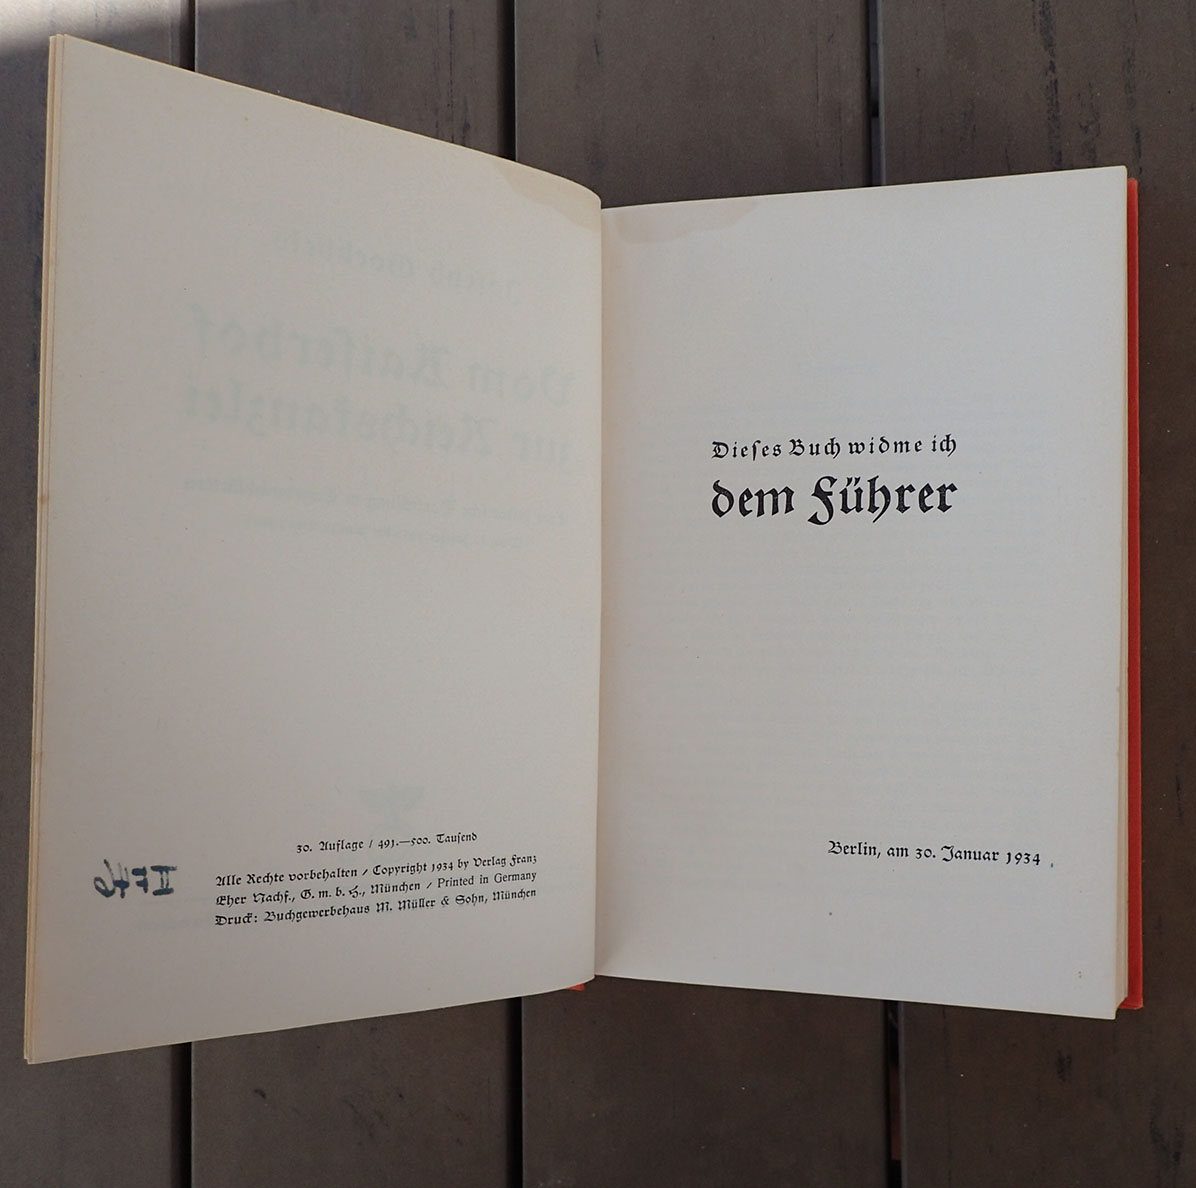 30. Auflage / 491.—500. Tausend
Alle Rechte vorbehalten / Copyright 1934 by Verlag Franz
Eher Nachf., G. m. b. H., München / Printed in Germany
Druck: Buchgewerbehaus M. Müller & Sohn, München
Dieses Buch widme ich
dem Führer
Berlin, am 30. Januar 1934